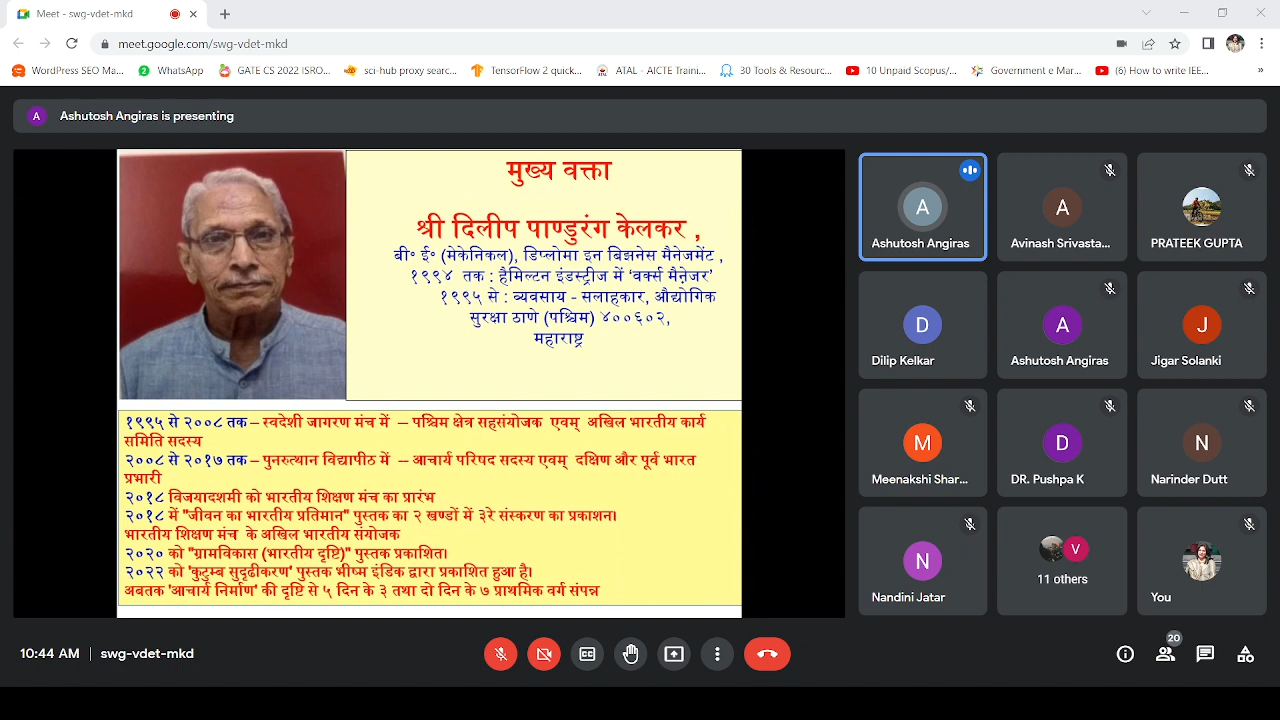 Meet - swg-vdet-mkd
meet.google.com/swg-vdet-mkd
WordPress SEO Ma...
WhatsApp
GATE CS 2022 ISRO...
sci-hub proxy searc...
TensorFlow 2 quick...
ATAL - AICTE Traini...
30 Tools & Resourc...
10 Unpaid Scopus/...
Government e Mar...
(6) How to write IEE...
»
A
Ashutosh Angiras is presenting
मुख्य वक्ता
श्री दिलीप पाण्डुरंग केलकर ,
बी॰ ई॰ (मेकेनिकल), डिप्लोमा इन बिझनेस मैनेजमेंट ,
१९९४ तक : हैमिल्टन इंडस्ट्रीज में ‘वर्क्स मैनेजर’
१९९५ से : व्यवसाय - सलाहकार, औद्योगिक
सुरक्षा ठाणे (पश्चिम) ४००६०२,
महाराष्ट्र
१९९५ से २००८ तक – स्वदेशी जागरण मंच में – पश्चिम क्षेत्र सहसंयोजक एवम् अखिल भारतीय कार्य
समिति सदस्य
२००८ से २०१७ तक – पुनरुत्थान विद्यापीठ में – आचार्य परिषद सदस्य एवम् दक्षिण और पूर्व भारत
प्रभारी
२०१८ विजयादशमी को भारतीय शिक्षण मंच का प्रारंभ
२०१८ में "जीवन का भारतीय प्रतिमान" पुस्तक का २ खण्डों में ३रे संस्करण का प्रकाशन।
भारतीय शिक्षण मंच के अखिल भारतीय संयोजक
२०२० को "ग्रामविकास (भारतीय दृष्टि)" पुस्तक प्रकाशित।
२०२२ को 'कुटुम्ब सुदृढीकरण' पुस्तक भीष्म इंडिक द्वारा प्रकाशित हुआ है।
अबतक 'आचार्य निर्माण' की दृष्टि से ५ दिन के ३ तथा दो दिन के ७ प्राथमिक वर्ग संपन्न
A
Ashutosh Angiras
A
Avinash Srivasta...
PRATEEK GUPTA
D
Dilip Kelkar
A
Ashutosh Angiras
J
Jigar Solanki
M
Meenakshi Shar...
D
DR. Pushpa K
N
Narinder Dutt
N
Nandini Jatar
V
11 others
You
10:44 AM | swg-vdet-mkd
20